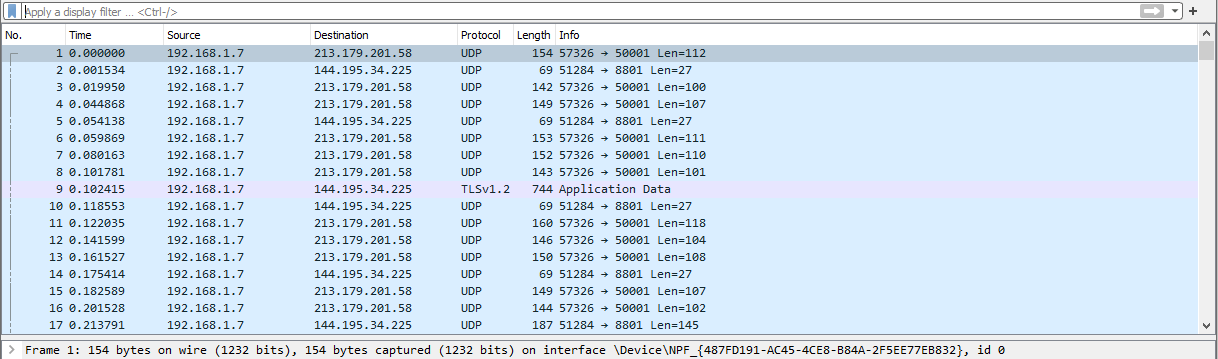 Apply a display filter ... <Ctrl-/>
No. Time Source Destination Protocol Length Info
1 0.000000 192.168.1.7 213.179.201.58 UDP 154 57326 → 50001 Len=112
2 0.001534 192.168.1.7 144.195.34.225 UDP 69 51284 → 8801 Len=27
3 0.019950 192.168.1.7 213.179.201.58 UDP 142 57326 → 50001 Len=100
4 0.044868 192.168.1.7 213.179.201.58 UDP 149 57326 → 50001 Len=107
5 0.054138 192.168.1.7 144.195.34.225 UDP 69 51284 → 8801 Len=27
6 0.059869 192.168.1.7 213.179.201.58 UDP 153 57326 → 50001 Len=111
7 0.080163 192.168.1.7 213.179.201.58 UDP 152 57326 → 50001 Len=110
8 0.101781 192.168.1.7 213.179.201.58 UDP 143 57326 → 50001 Len=101
9 0.102415 192.168.1.7 144.195.34.225 TLSv1.2 744 Application Data
10 0.118553 192.168.1.7 144.195.34.225 UDP 69 51284 → 8801 Len=27
11 0.122035 192.168.1.7 213.179.201.58 UDP 160 57326 → 50001 Len=118
12 0.141599 192.168.1.7 213.179.201.58 UDP 146 57326 → 50001 Len=104
13 0.161527 192.168.1.7 213.179.201.58 UDP 150 57326 → 50001 Len=108
14 0.175414 192.168.1.7 144.195.34.225 UDP 69 51284 → 8801 Len=27
15 0.182589 192.168.1.7 213.179.201.58 UDP 149 57326 → 50001 Len=107
16 0.201528 192.168.1.7 213.179.201.58 UDP 144 57326 → 50001 Len=102
17 0.213791 192.168.1.7 144.195.34.225 UDP 187 51284 → 8801 Len=145
Frame 1: 154 bytes on wire (1232 bits), 154 bytes captured (1232 bits) on interface \Device\NPF_{487FD191-AC45-4CE8-B84A-2F5EE77EB832}, id 0